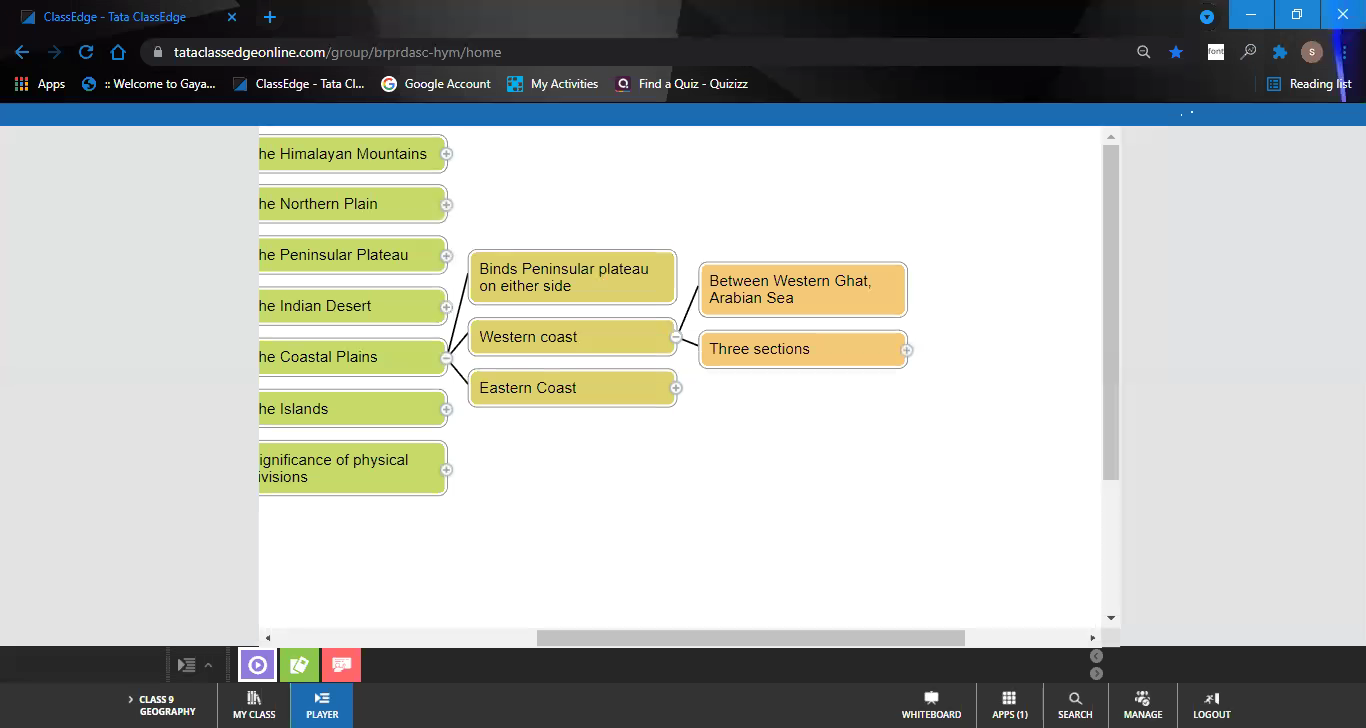 ClassEdge - Tata ClassEdge
tataclassedgeonline.com/group/brprdasc-hym/home
font
S
Apps
:: Welcome to Gaya...
ClassEdge - Tata Cl...
Google Account
My Activities
Find a Quiz - Quizizz
Reading list
he Himalayan Mountains
he Northern Plain
he Peninsular Plateau
he Indian Desert
he Coastal Plains
he Islands
ignificance of physical
ivisions
Binds Peninsular plateau
on either side
Western coast
Eastern Coast
Between Western Ghat,
Arabian Sea
Three sections
CLASS 9
GEOGRAPHY
MY CLASS
PLAYER
WHITEBOARD
APPS (1)
SEARCH
MANAGE
LOGOUT